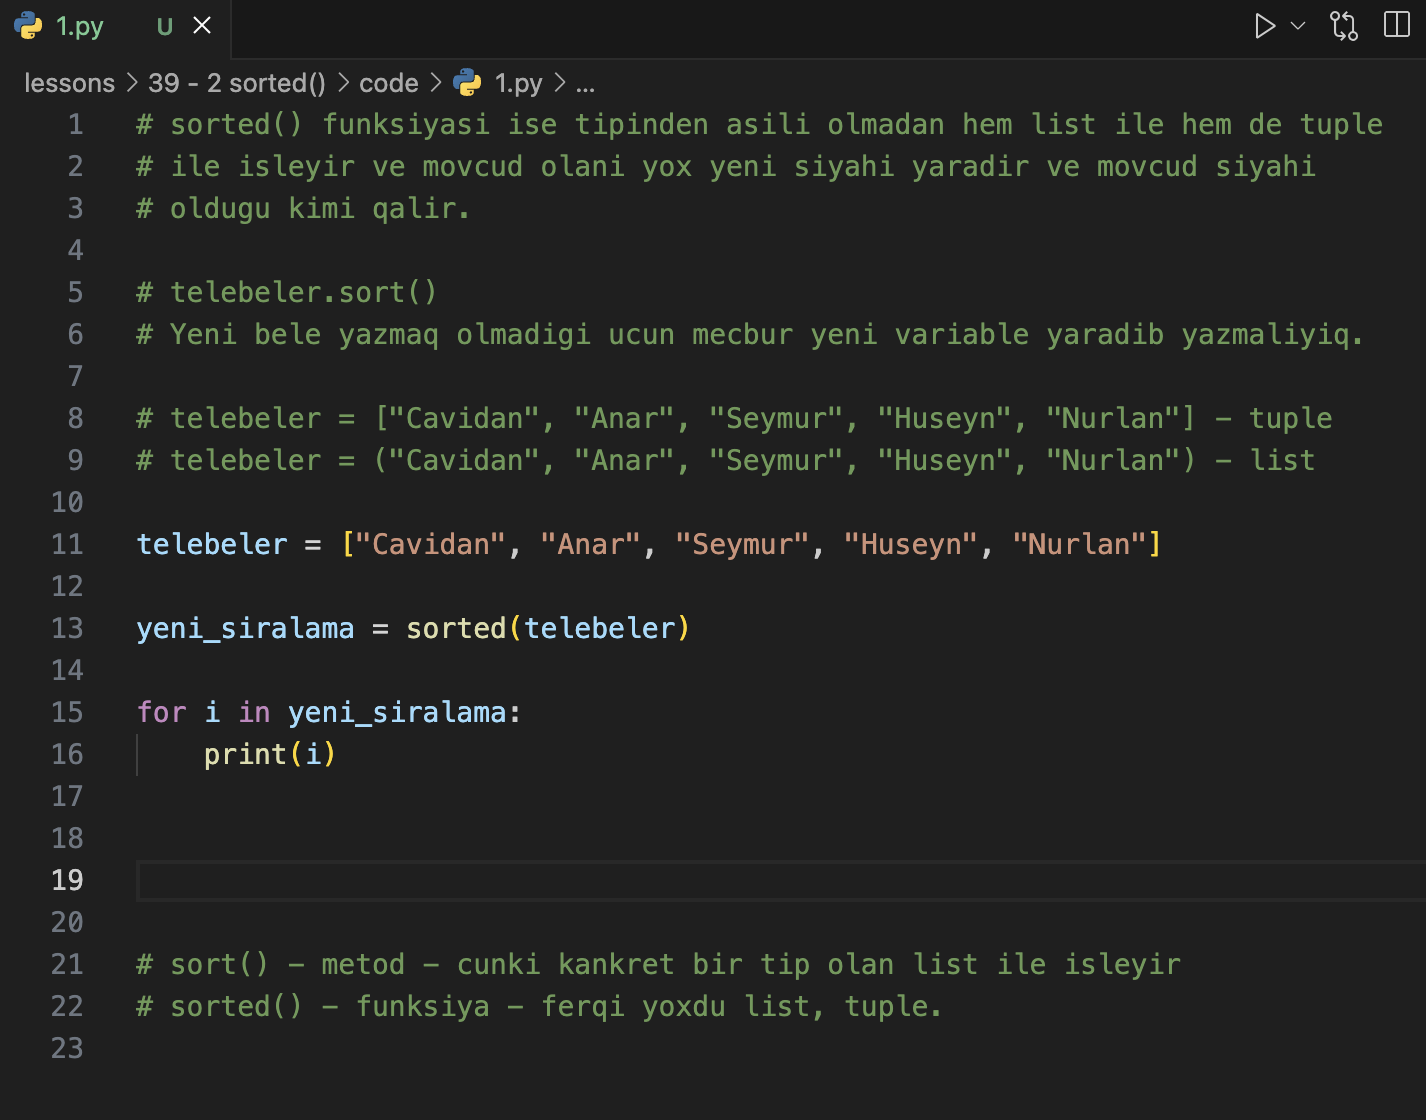 1.py U
lessons > 39 - 2 sorted() > code > 1.py > ...
1 # sorted() funksiyasi ise tipinden asili olmadan hem list ile hem de tuple
2 # ile isleyir ve movcud olani yox yeni siyahi yaradir ve movcud siyahi
3 # oldugu kimi qalir.
4
5 # telebeler.sort()
6 # Yeni bele yazmaq olmadigi ucun mecbur yeni variable yaradib yazmaliyiq.
7
8 # telebeler = ["Cavidan", "Anar", "Seymur", "Huseyn", "Nurlan"] - tuple
9 # telebeler = ("Cavidan", "Anar", "Seymur", "Huseyn", "Nurlan") - list
10
11 telebeler = ["Cavidan", "Anar", "Seymur", "Huseyn", "Nurlan"]
12
13 yeni_siralama = sorted(telebeler)
14
15 for i in yeni_siralama:
16     print(i)
17
18
19
20
21 # sort() - metod - cunki kankret bir tip olan list ile isleyir
22 # sorted() - funksiya - ferqi yoxdu list, tuple.
23